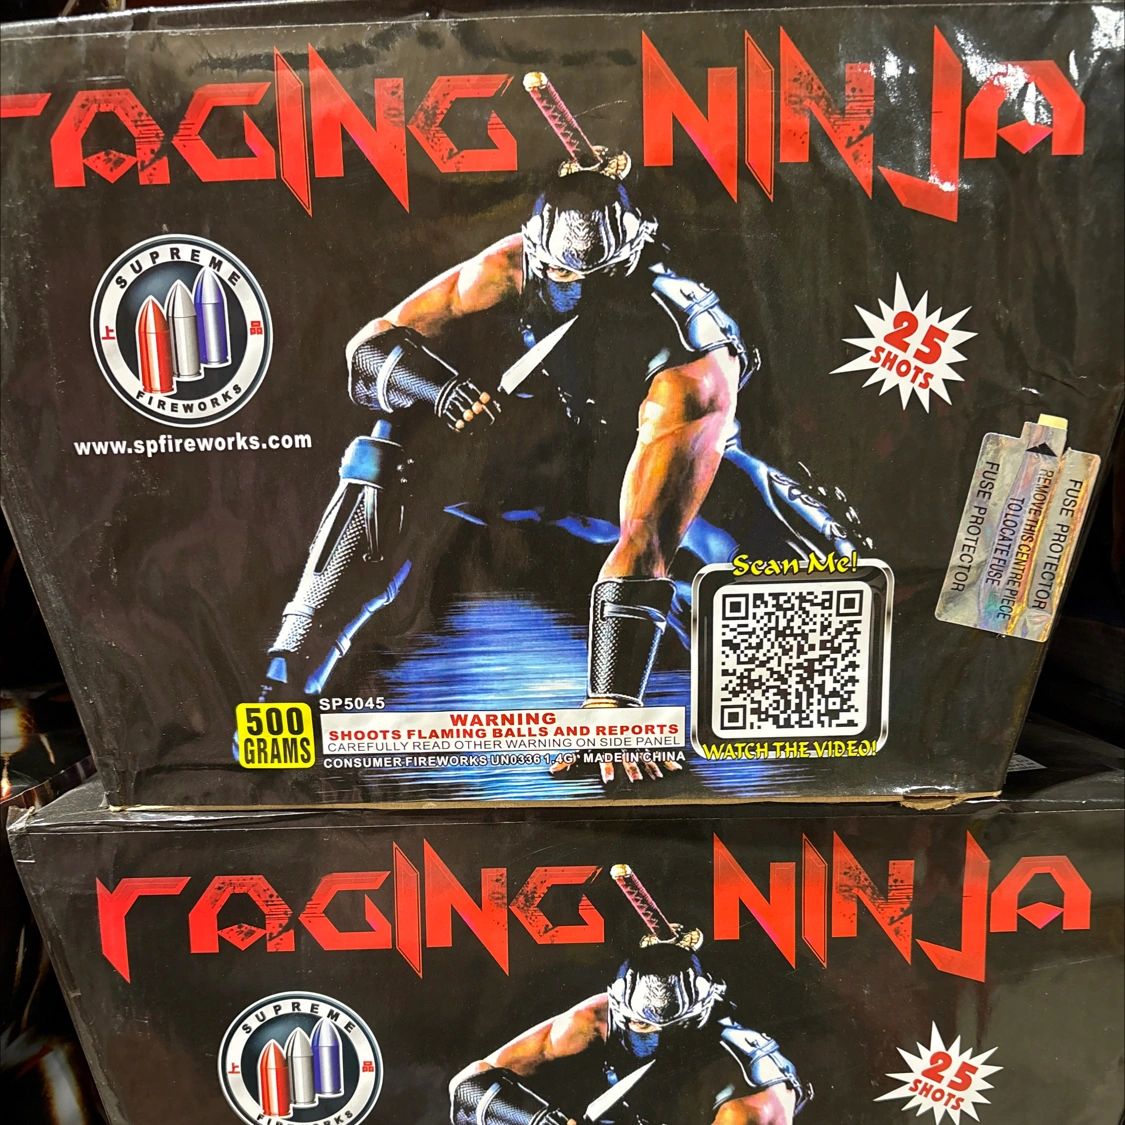 rAGING NINJA
SUPREME
上 品
FIREWORKS
www.spfireworks.com
25
SHOTS
FUSE PROTECTOR
REMOVE THIS CENTRE PIECE
TO LOCATE FUSE
FUSE PROTECTOR
Scan Me!
WATCH THE VIDEO!
500
GRAMS
SP5045
WARNING
SHOOTS FLAMING BALLS AND REPORTS
CAREFULLY READ OTHER WARNING ON SIDE PANEL
CONSUMER FIREWORKS UN0336 1.4G* MADE IN CHINA
rAGING NINJA
SUPREME
上 品
FIREWORKS
25
SHOTS